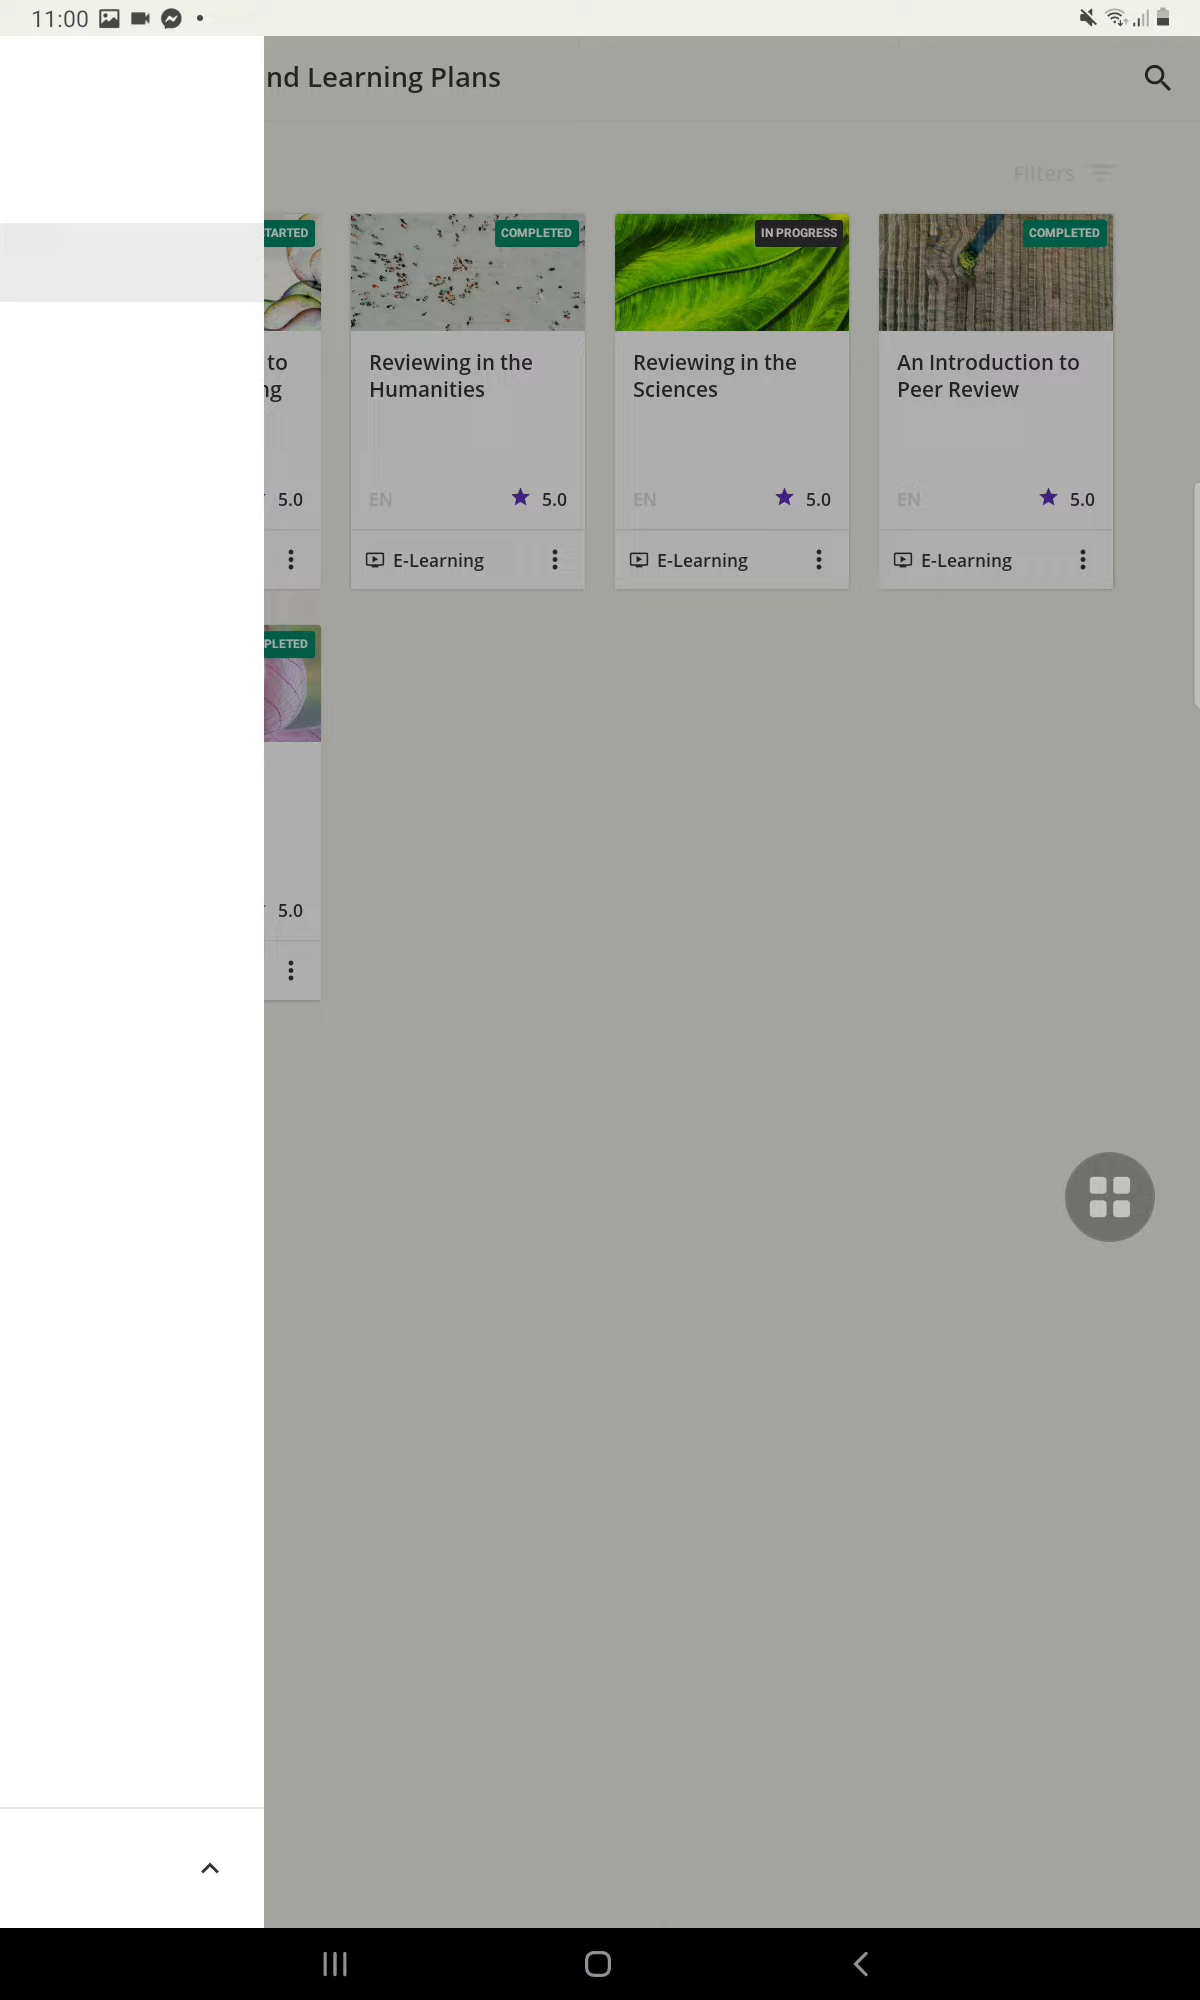 11:00
nd Learning Plans
Filters
TARTED
to
ng
5.0
COMPLETED
Reviewing in the
Humanities
EN
5.0
E-Learning
IN PROGRESS
Reviewing in the
Sciences
EN
5.0
E-Learning
COMPLETED
An Introduction to
Peer Review
EN
5.0
E-Learning
PLETED
5.0